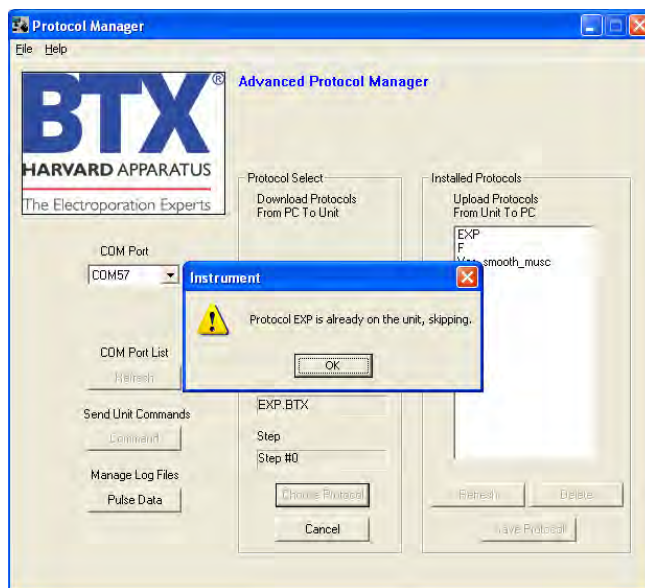 Protocol Manager
File Help
BTX®
HARVARD APPARATUS
The Electroporation Experts
Advanced Protocol Manager
COM Port
COM57
COM Port List
Refresh
Send Unit Commands
Command
Manage Log Files
Pulse Data
Protocol Select
Download Protocols
From PC To Unit
EXP.BTX
Step
Step #0
Choose Protocol
Cancel
Installed Protocols
Upload Protocols
From Unit To PC
EXP
F
smooth_musc
Refresh Delete
Save Protocol
Instrument
Protocol EXP is already on the unit, skipping.
OK